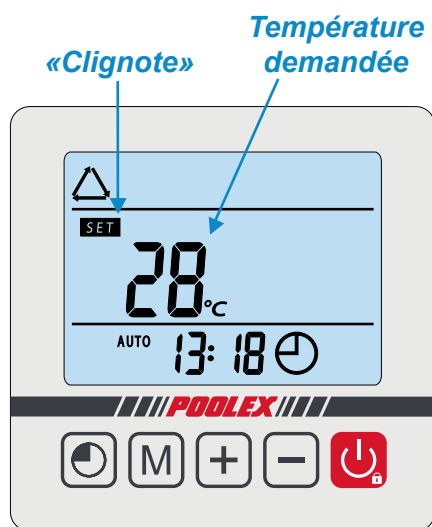 Température
demandée
«Clignote»
SET
28°C
AUTO 13:18
POOLEX
M + −